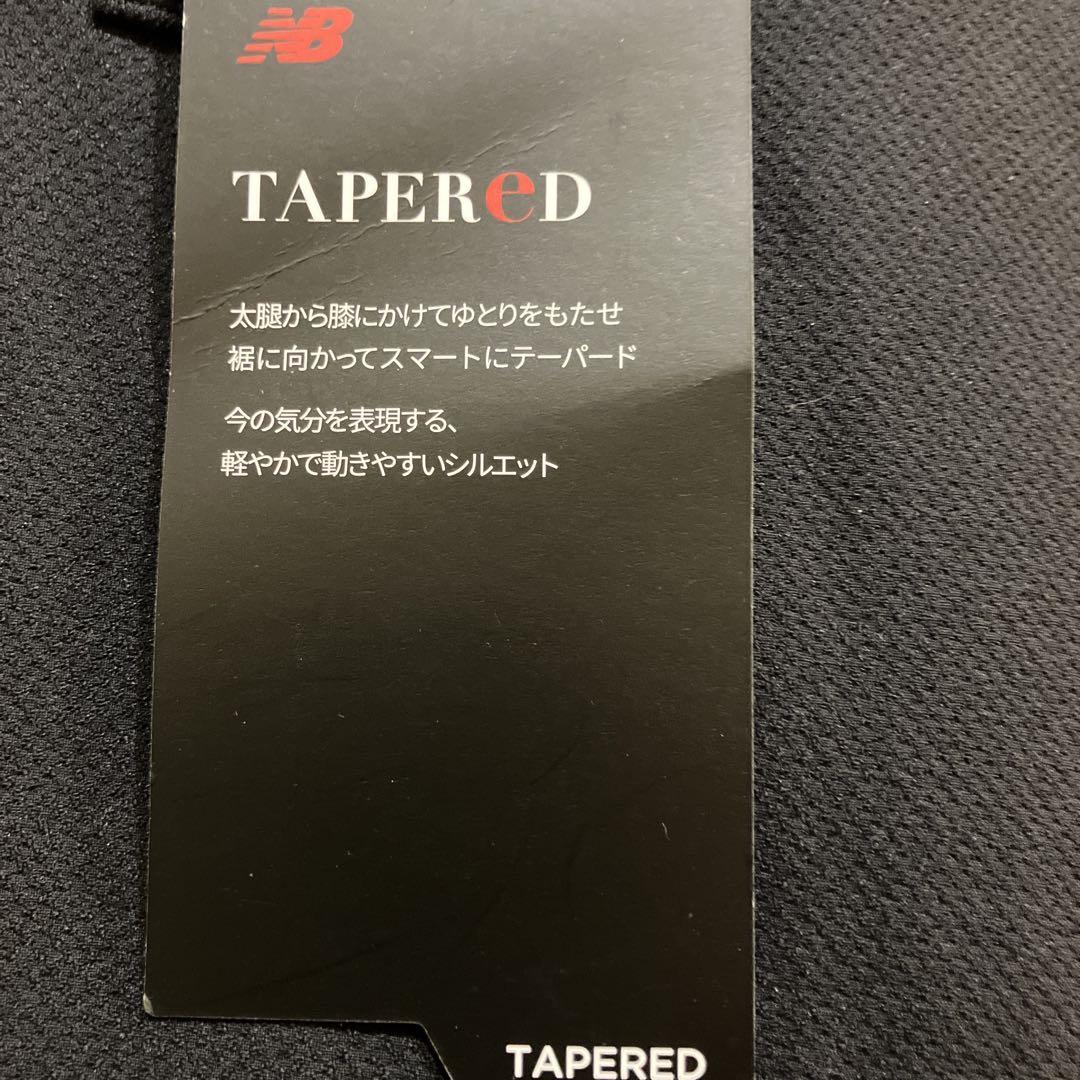 NB
TAPEReD
太腿から膝にかけてゆとりをもたせ
裾に向かってスマートにテーパード
今の気分を表現する、
軽やかで動きやすいシルエット
TAPERED